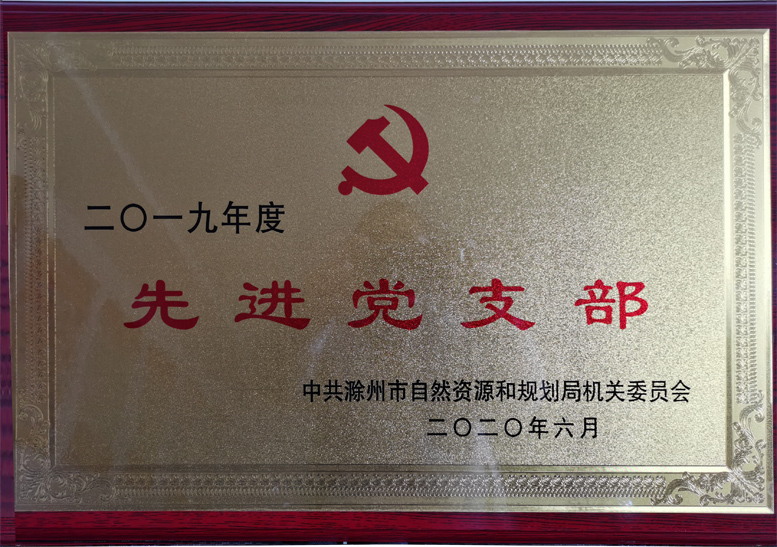 二〇一九年度
先进党支部
中共滁州市自然资源和规划局机关委员会
二〇二〇年六月